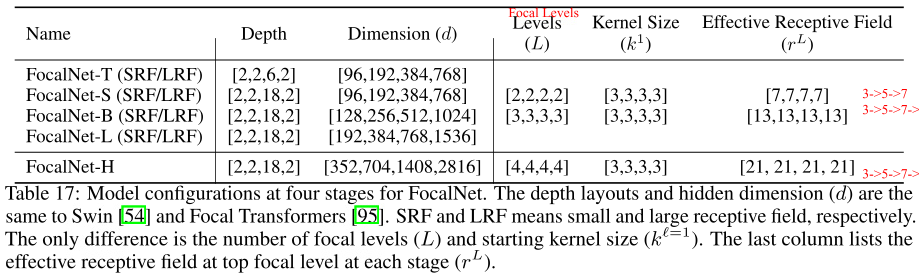 Focal Levels
Name Depth Dimension (d) Levels (L) Kernel Size (k^1) Effective Receptive Field (r^L)
FocalNet-T (SRF/LRF) [2,2,6,2] [96,192,384,768]
FocalNet-S (SRF/LRF) [2,2,18,2] [96,192,384,768] [2,2,2,2] [3,3,3,3] [7,7,7,7] 3->5->7
FocalNet-B (SRF/LRF) [2,2,18,2] [128,256,512,1024] [3,3,3,3] [3,3,3,3] [13,13,13,13] 3->5->7->
FocalNet-L (SRF/LRF) [2,2,18,2] [192,384,768,1536]
FocalNet-H [2,2,18,2] [352,704,1408,2816] [4,4,4,4] [3,3,3,3] [21, 21, 21, 21] 3->5->7->
Table 17: Model configurations at four stages for FocalNet. The depth layouts and hidden dimension (d) are the
same to Swin [54] and Focal Transformers [95]. SRF and LRF means small and large receptive field, respectively.
The only difference is the number of focal levels (L) and starting kernel size (k^{ℓ=1}). The last column lists the
effective receptive field at top focal level at each stage (r^L).